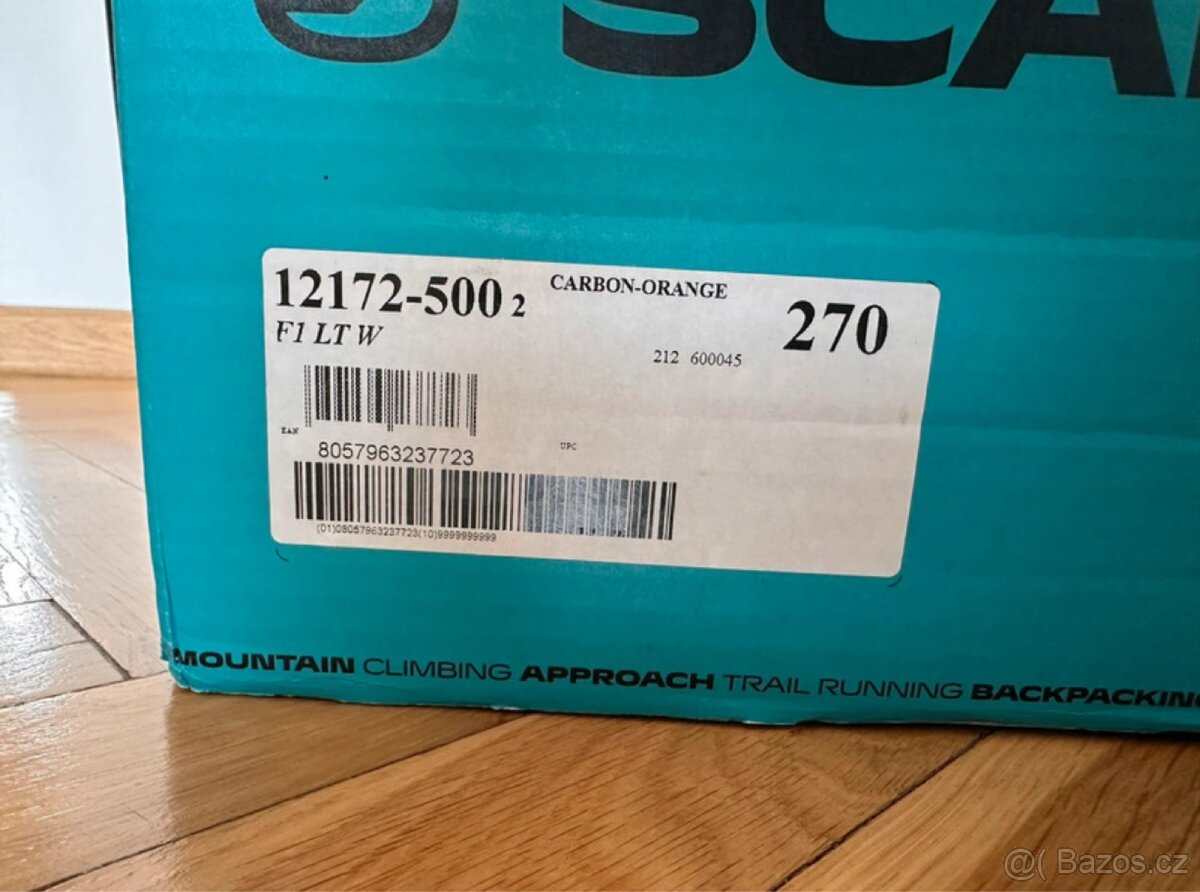 SCA
12172-500 2 CARBON-ORANGE 270
F1 LT W
212 600045
EAN
UPC
8057963237723
(01)08057963237723(10)9999999999
MOUNTAIN CLIMBING APPROACH TRAIL RUNNING BACKPACKING
@( Bazos.cz